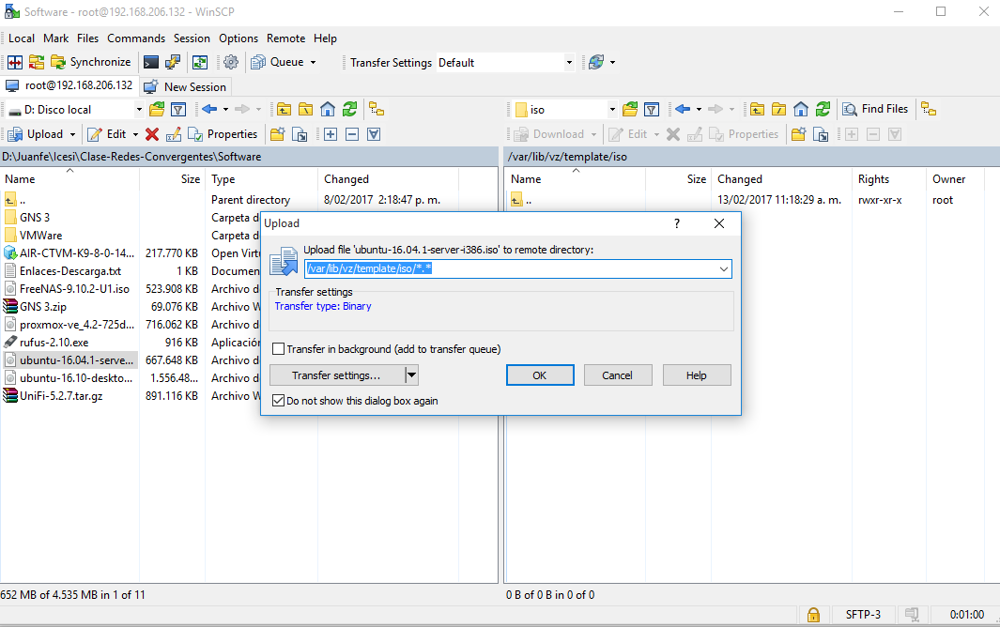 Software - root@192.168.206.132 - WinSCP
Local Mark Files Commands Session Options Remote Help
Synchronize Queue Transfer Settings Default
root@192.168.206.132 New Session
D: Disco local iso Find Files
Upload Edit Properties Download Edit Properties
D:\Juanfe\Icesi\Clase-Redes-Convergentes\Software /var/lib/vz/template/iso
Name Size Type Changed Name Size Changed Rights Owner
.. Parent directory 8/02/2017 2:18:47 p. m. .. 13/02/2017 11:18:29 a. m. rwxr-xr-x root
GNS 3 Carpeta d
VMWare Carpeta d
AIR-CTVM-K9-8-0-14... 217.770 KB Open Virtu
Enlaces-Descarga.txt 1 KB Documen
FreeNAS-9.10.2-U1.iso 523.908 KB Archivo d
GNS 3.zip 69.076 KB Archivo W
proxmox-ve_4.2-725d... 716.062 KB Archivo d
rufus-2.10.exe 916 KB Aplicación
ubuntu-16.04.1-serve... 667.648 KB Archivo d
ubuntu-16.10-deskto... 1.556.48... Archivo d
UniFi-5.2.7.tar.gz 891.116 KB Archivo W
Upload ?
Upload file 'ubuntu-16.04.1-server-i386.iso' to remote directory:
/var/lib/vz/template/iso/*.*
Transfer settings
Transfer type: Binary
Transfer in background (add to transfer queue)
Transfer settings... OK Cancel Help
Do not show this dialog box again
652 MB of 4.535 MB in 1 of 11 0 B of 0 B in 0 of 0
SFTP-3 0:01:00